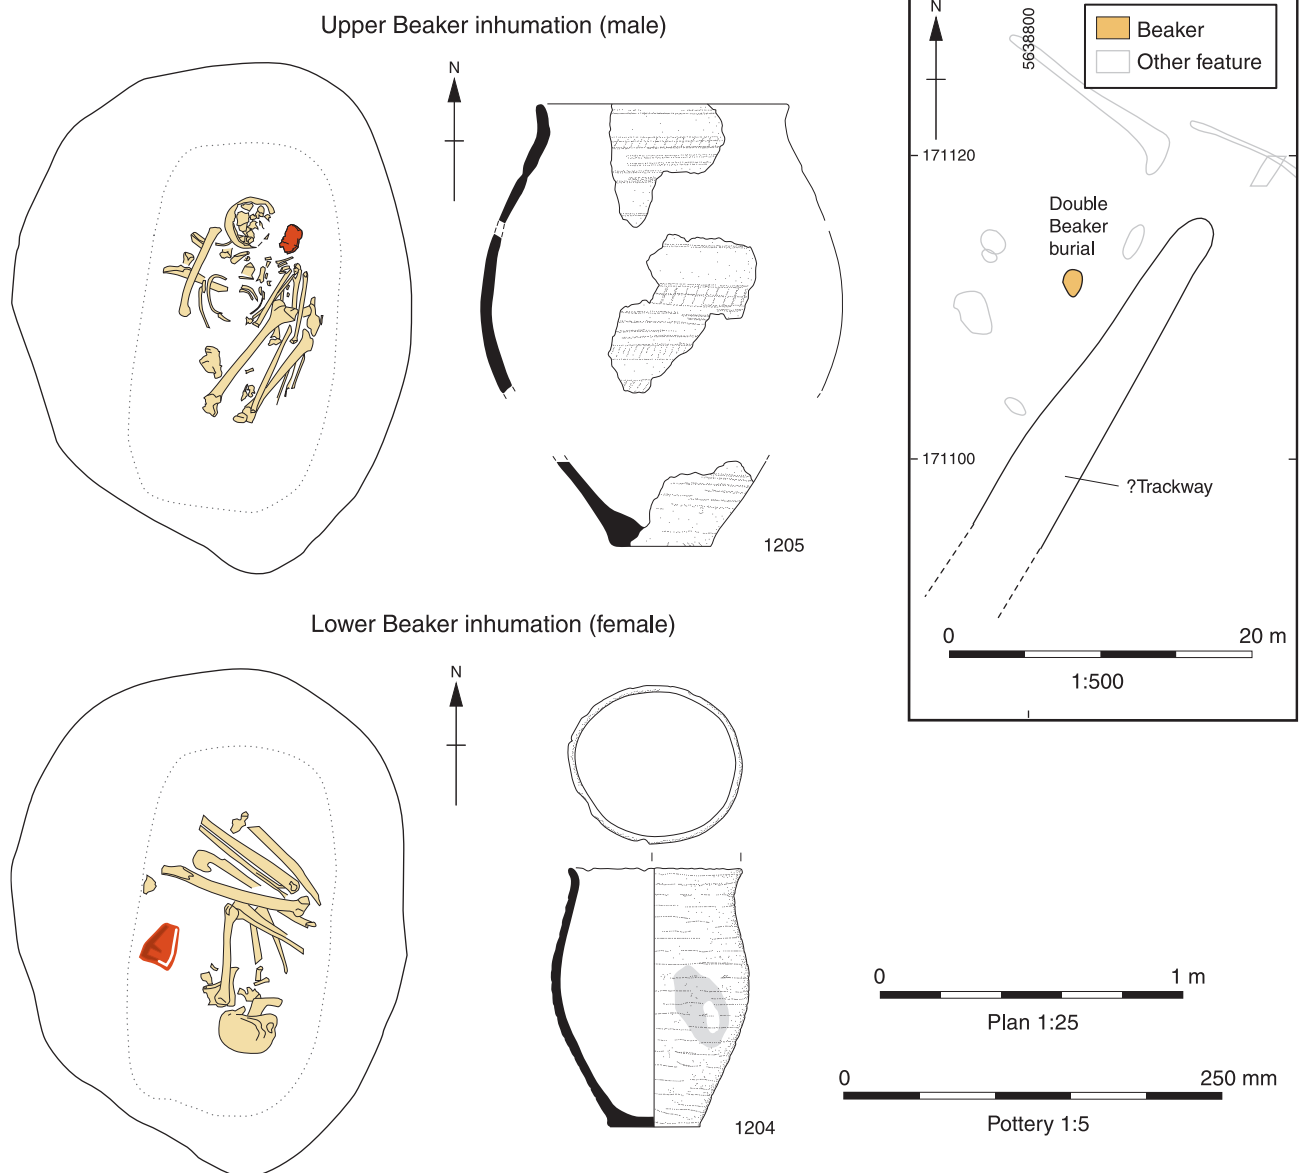 Upper Beaker inhumation (male)
N
1205
Lower Beaker inhumation (female)
N
1204
N
5638800
Beaker
Other feature
171120
Double
Beaker
burial
171100
?Trackway
0 20 m
1:500
0 1 m
Plan 1:25
0 250 mm
Pottery 1:5